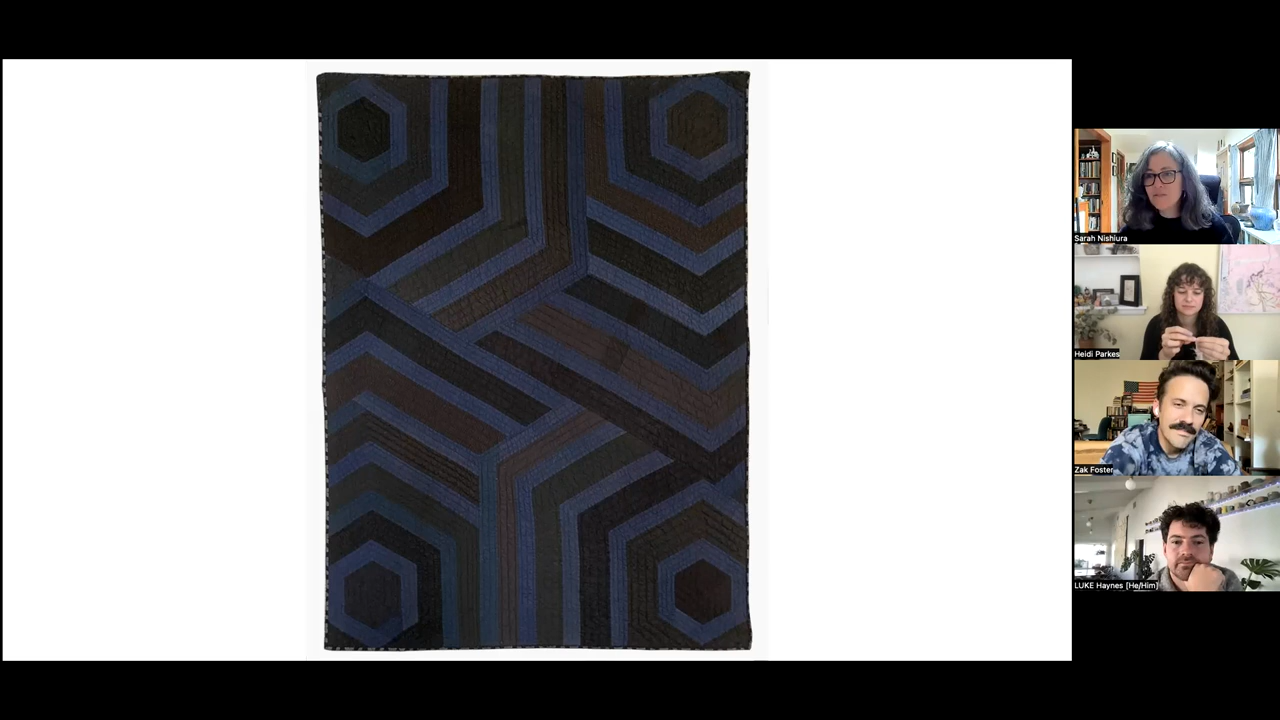 Sarah Nishiura
Heidi Parkes
Zak Foster
LUKE Haynes [He/Him]